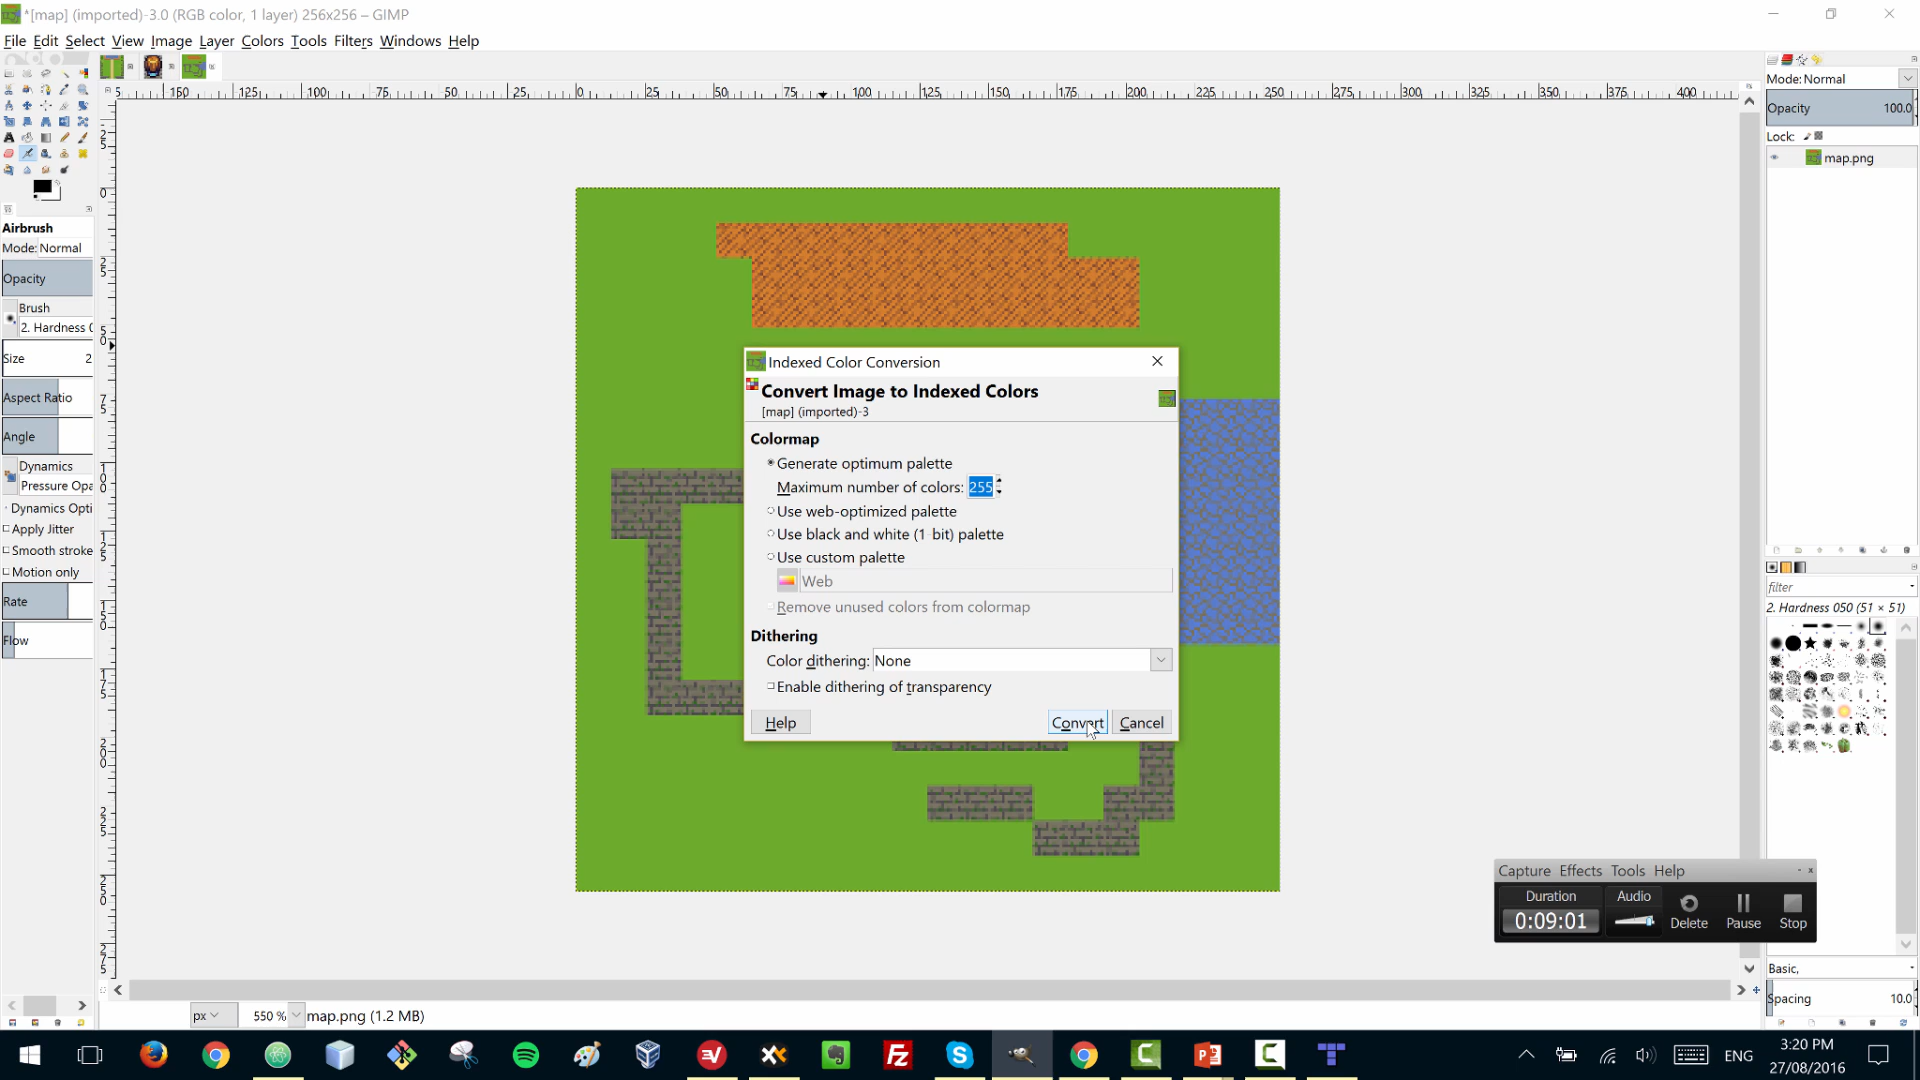 *[map] (imported)-3.0 (RGB color, 1 layer) 256x256 – GIMP
File Edit Select View Image Layer Colors Tools Filters Windows Help
Mode: Normal
Opacity 100.0
Lock:
map.png
Airbrush
Mode: Normal
Opacity
Brush
2. Hardness 0
Size 2
Aspect Ratio
Angle
Dynamics
Pressure Opa
Dynamics Opti
Apply Jitter
Smooth stroke
Motion only
Rate
Flow
Indexed Color Conversion
Convert Image to Indexed Colors
[map] (imported)-3
Colormap
Generate optimum palette
Maximum number of colors: 255
Use web-optimized palette
Use black and white (1-bit) palette
Use custom palette
Web
Remove unused colors from colormap
Dithering
Color dithering: None
Enable dithering of transparency
Help Convert Cancel
filter
2. Hardness 050 (51 × 51)
Basic,
Spacing 10.0
Capture Effects Tools Help
Duration Audio
0:09:01 Delete Pause Stop
px 550 % map.png (1.2 MB)
ENG
3:20 PM
27/08/2016